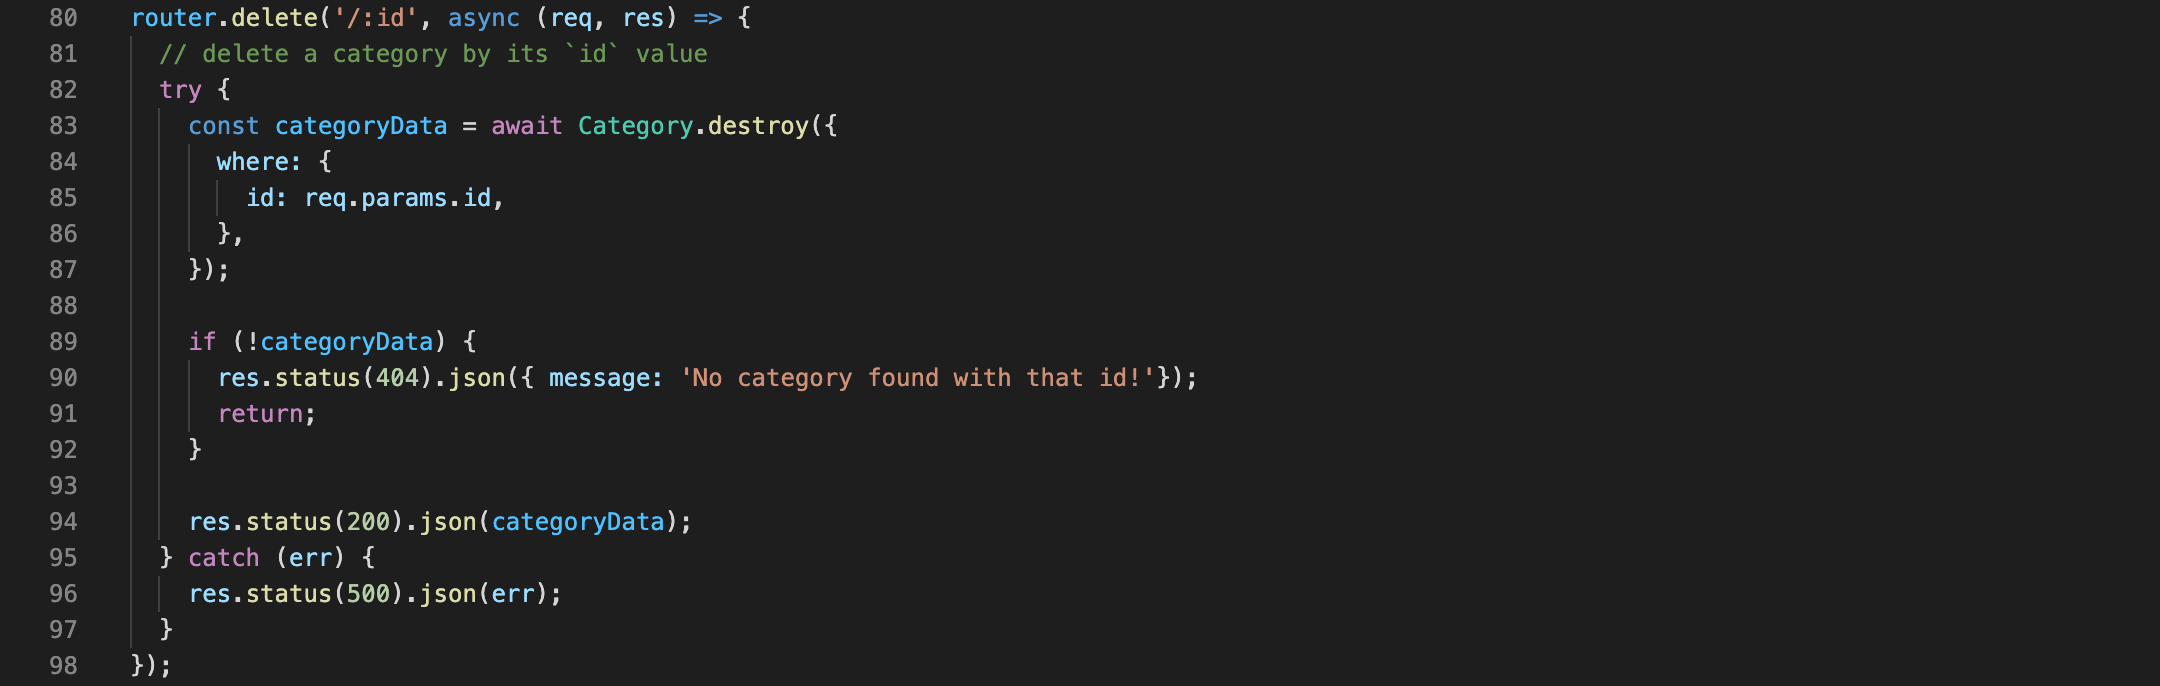 80 router.delete('/:id', async (req, res) => {
81 // delete a category by its `id` value
82 try {
83 const categoryData = await Category.destroy({
84 where: {
85 id: req.params.id,
86 },
87 });
88
89 if (!categoryData) {
90 res.status(404).json({ message: 'No category found with that id!'});
91 return;
92 }
93
94 res.status(200).json(categoryData);
95 } catch (err) {
96 res.status(500).json(err);
97 }
98 });